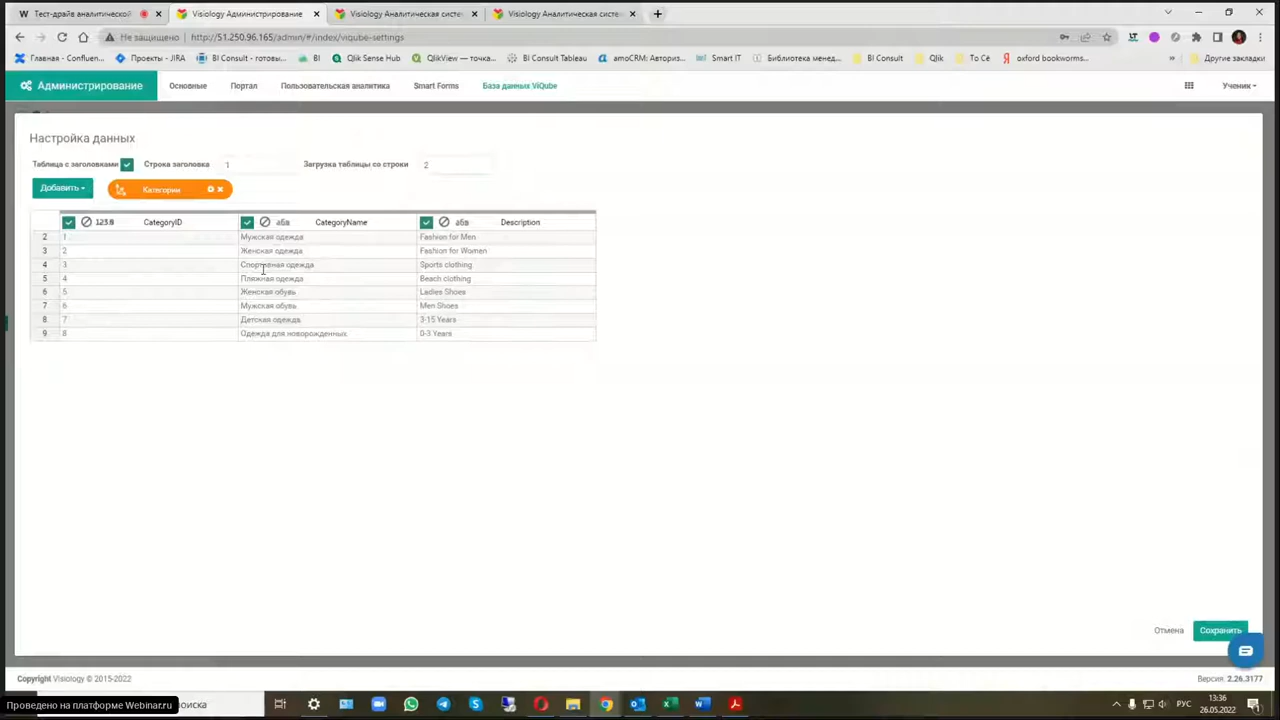 Тест-драйв аналитической
Visiology Администрирование
Visiology Аналитическая систем
Visiology Аналитическая систем
Не защищено
http://51.250.96.165/admin/#/index/viqube-settings
Главная - Confluen...
Проекты - JIRA
BI Consult - готовы...
BI
Qlik Sense Hub
QlikView — точка...
BI Consult Tableau
amoCRM: Авториз...
Smart IT
Библиотека менед...
BI Consult
Qlik
То Сё
oxford bookworms...
»
Другие закладки
Администрирование
Основные
Портал
Пользовательская аналитика
Smart Forms
База данных ViQube
Ученик
Настройка данных
Таблица с заголовками
Строка заголовка
1
Загрузка таблицы со строки
2
Добавить
Категории
123.8 CategoryID абв CategoryName абв Description
2 1 Мужская одежда Fashion for Men
3 2 Женская одежда Fashion for Women
4 3 Спортивная одежда Sports clothing
5 4 Пляжная одежда Beach clothing
6 5 Женская обувь Ladies Shoes
7 6 Мужская обувь Men Shoes
8 7 Детская одежда 3-15 Years
9 8 Одежда для новорожденных 0-3 Years
Отмена
Сохранить
Copyright Visiology © 2015-2022
Версия: 2.26.3177
Проведено на платформе Webinar.ru
поиска
РУС
13:36
26.05.2022